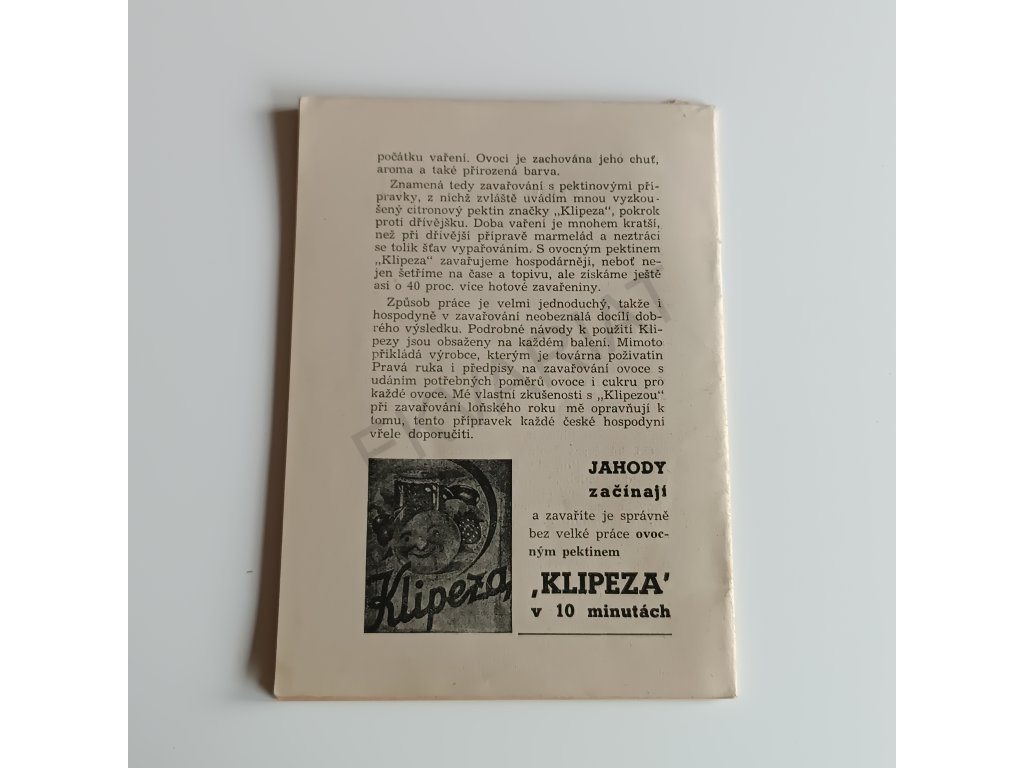 počátku vaření. Ovoci je zachována jeho chuť,
aroma a také přirozená barva.
Znamená tedy zavařování s pektinovými pří-
pravky, z nichž zvláště uvádím mnou vyzkou-
šený citronový pektin značky „Klipeza“, pokrok
proti dřívějšku. Doba vaření je mnohem kratší,
než při dřívější přípravě marmelád a neztrácí
se tolik šťav vypařováním. S ovocným pektinem
„Klipeza“ zavařujeme hospodárněji, neboť ne-
jen šetříme na čase a topivu, ale získáme ještě
asi o 40 proc. více hotové zavařeniny.
Způsob práce je velmi jednoduchý, takže i
hospodyně v zavařování neobeznalá docílí dob-
rého výsledku. Podrobné návody k použití Kli-
pezy jsou obsaženy na každém balení. Mimoto
přikládá výrobce, kterým je továrna poživatin
Pravá ruka i předpisy na zavařování ovoce s
udáním potřebných poměrů ovoce i cukru pro
každé ovoce. Mé vlastní zkušenosti s „Klipezou“
při zavařování loňského roku mě opravňují k
tomu, tento přípravek každé české hospodyni
vřele doporučiti.
Klipeza
JAHODY
začínají
a zavaříte je správně
bez velké práce ovoc-
ným pektinem
‚KLIPEZA’
v 10 minutách